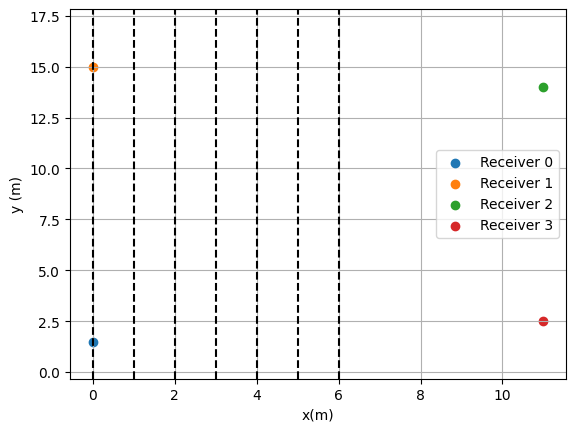 17.5
15.0
12.5
10.0
7.5
5.0
2.5
0.0
y (m)
Receiver 0
Receiver 1
Receiver 2
Receiver 3
0 2 4 6 8 10
x(m)